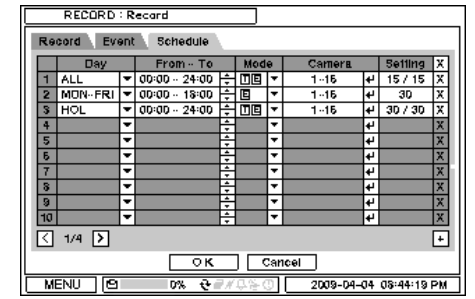 RECORD : Record
Record Event Schedule
Day From ~ To Mode Camera Setting X
1 ALL 00:00 ~ 24:00 T E 1~16 15 / 15 X
2 MON~FRI 00:00 ~ 18:00 E 1~16 30 X
3 HOL 00:00 ~ 24:00 T E 1~16 30 / 30 X
4 X
5 X
6 X
7 X
8 X
9 X
10 X
< 1/4 > +
OK Cancel
MENU 0% 2009-04-04 08:44:19 PM